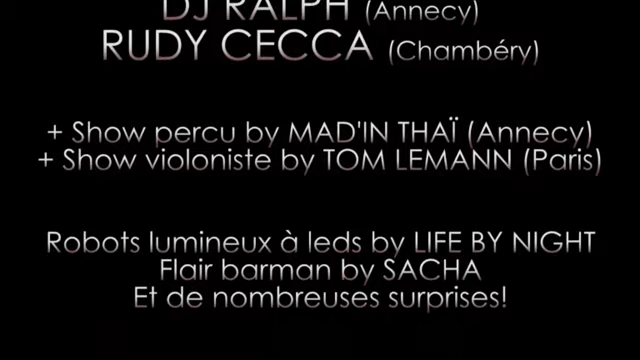 DJ RALPH (Annecy)
RUDY CECCA (Chambéry)
+ Show percu by MAD'IN THAÏ (Annecy)
+ Show violoniste by TOM LEMANN (Paris)
Robots lumineux à leds by LIFE BY NIGHT
Flair barman by SACHA
Et de nombreuses surprises!